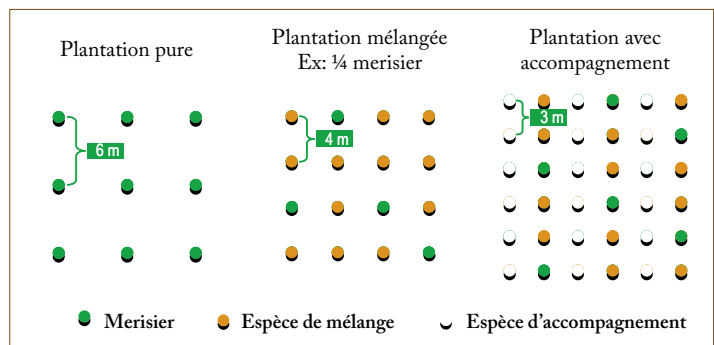 Plantation pure
Plantation mélangée
Ex: ¼ merisier
Plantation avec
accompagnement
6 m
4 m
3 m
Merisier
Espèce de mélange
Espèce d'accompagnement